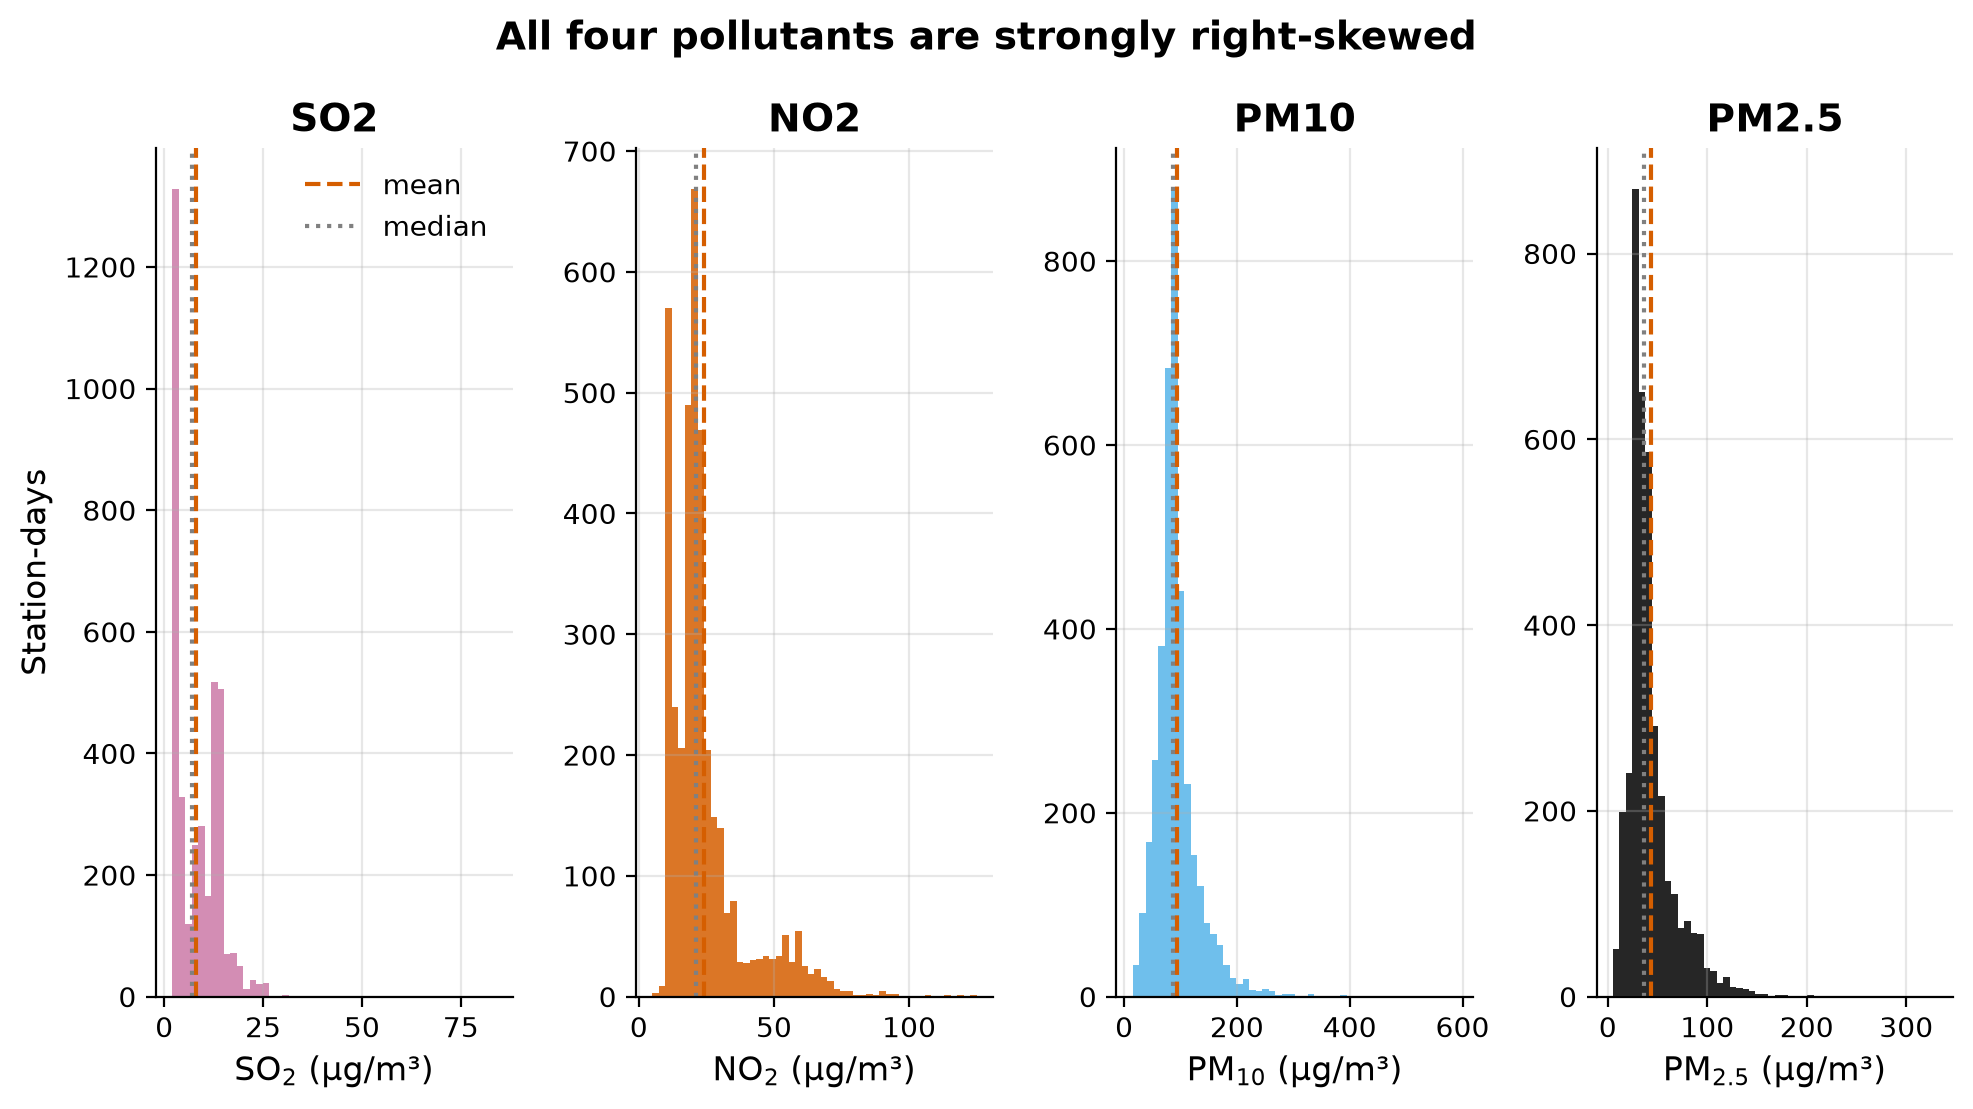 All four pollutants are strongly right-skewed
SO2
mean
median
1200
1000
800
600
400
200
0
0 25 50 75
SO₂ (µg/m³)
Station-days
NO2
700
600
500
400
300
200
100
0
0 50 100
NO₂ (µg/m³)
PM10
800
600
400
200
0
0 200 400 600
PM₁₀ (µg/m³)
PM2.5
800
600
400
200
0
0 100 200 300
PM₂.₅ (µg/m³)